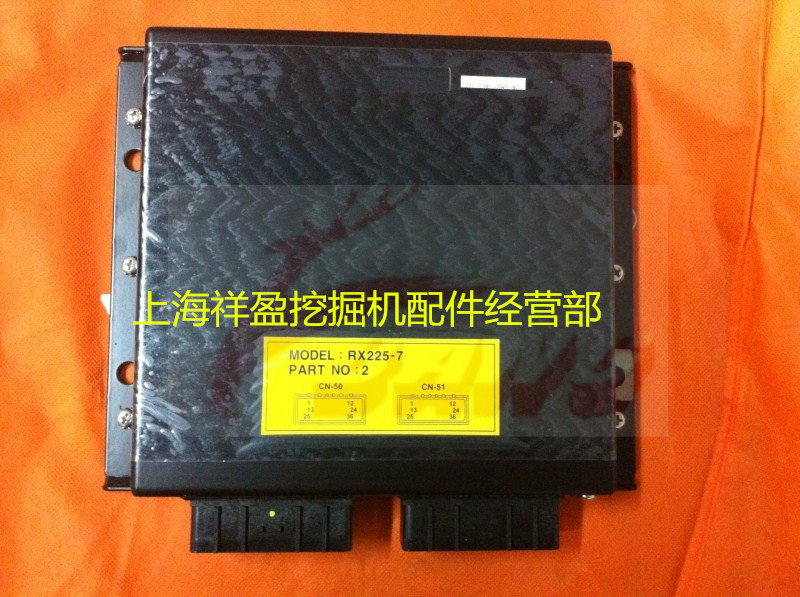 上海祥盈挖掘机配件经营部
MODEL : RX225-7
PART NO : 2
CN-50 CN-51
1 12 1 12
13 24 13 24
25 36 25 36